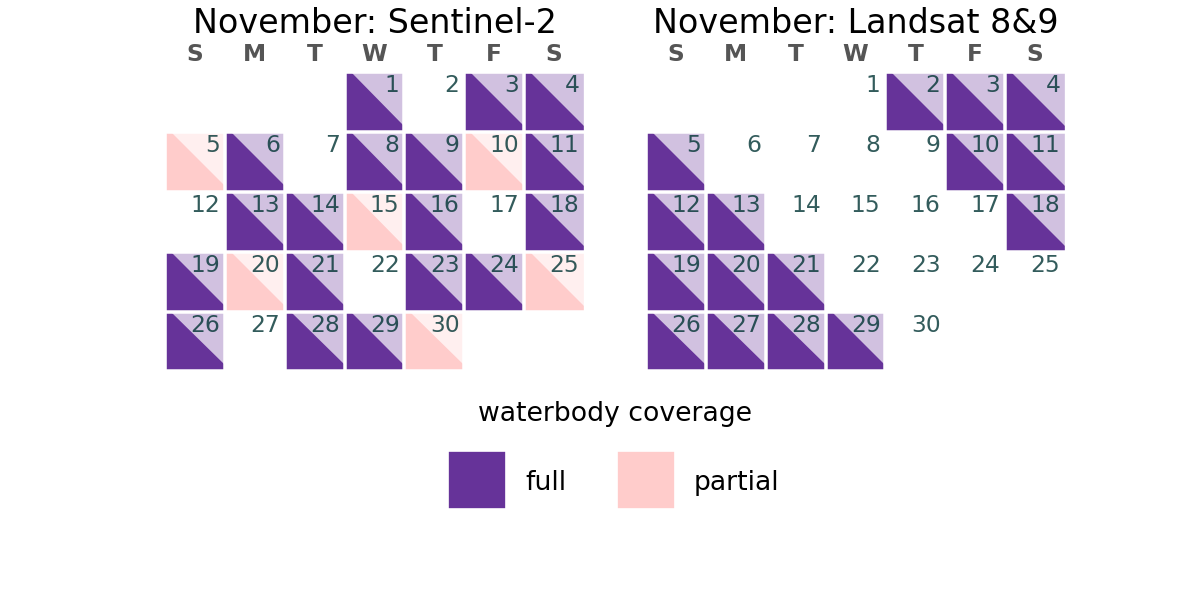 November: Sentinel-2
S M T W T F S
1 2 3 4
5 6 7 8 9 10 11
12 13 14 15 16 17 18
19 20 21 22 23 24 25
26 27 28 29 30
November: Landsat 8&9
S M T W T F S
1 2 3 4
5 6 7 8 9 10 11
12 13 14 15 16 17 18
19 20 21 22 23 24 25
26 27 28 29 30
waterbody coverage
full partial